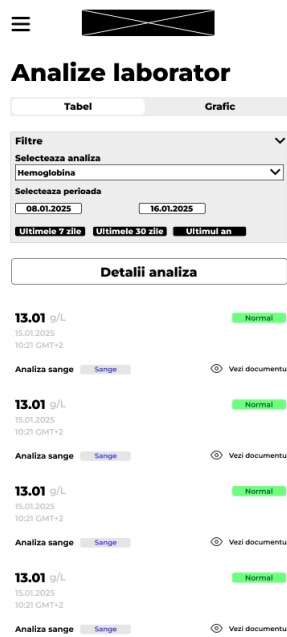 Analize laborator
Tabel Grafic
Filtre
Selecteaza analiza
Hemoglobina
Selecteaza perioada
08.01.2025 16.01.2025
Ultimele 7 zile Ultimele 30 zile Ultimul an
Detalii analiza
13.01 g/L Normal
15.01.2025
10:21 GMT+2
Analiza sange Sange Vezi documentu
13.01 g/L Normal
15.01.2025
10:21 GMT+2
Analiza sange Sange Vezi documentu
13.01 g/L Normal
15.01.2025
10:21 GMT+2
Analiza sange Sange Vezi documentu
13.01 g/L Normal
15.01.2025
10:21 GMT+2
Analiza sange Sange Vezi documentu